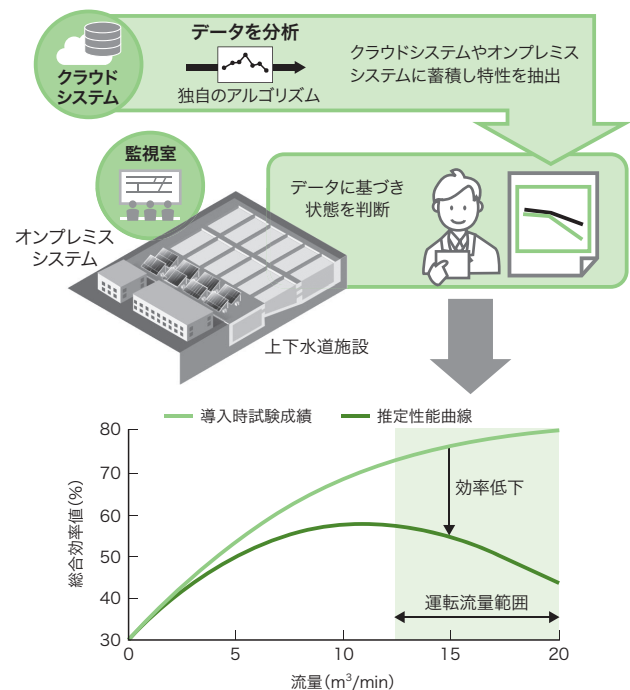 クラウド
システム
データを分析
独自のアルゴリズム
クラウドシステムやオンプレミス
システムに蓄積し特性を抽出
監視室
オンプレミス
システム
データに基づき
状態を判断
上下水道施設
導入時試験成績
推定性能曲線
総合効率値(%)
80
70
60
50
40
30
効率低下
運転流量範囲
0
5
10
15
20
流量(m³/min)